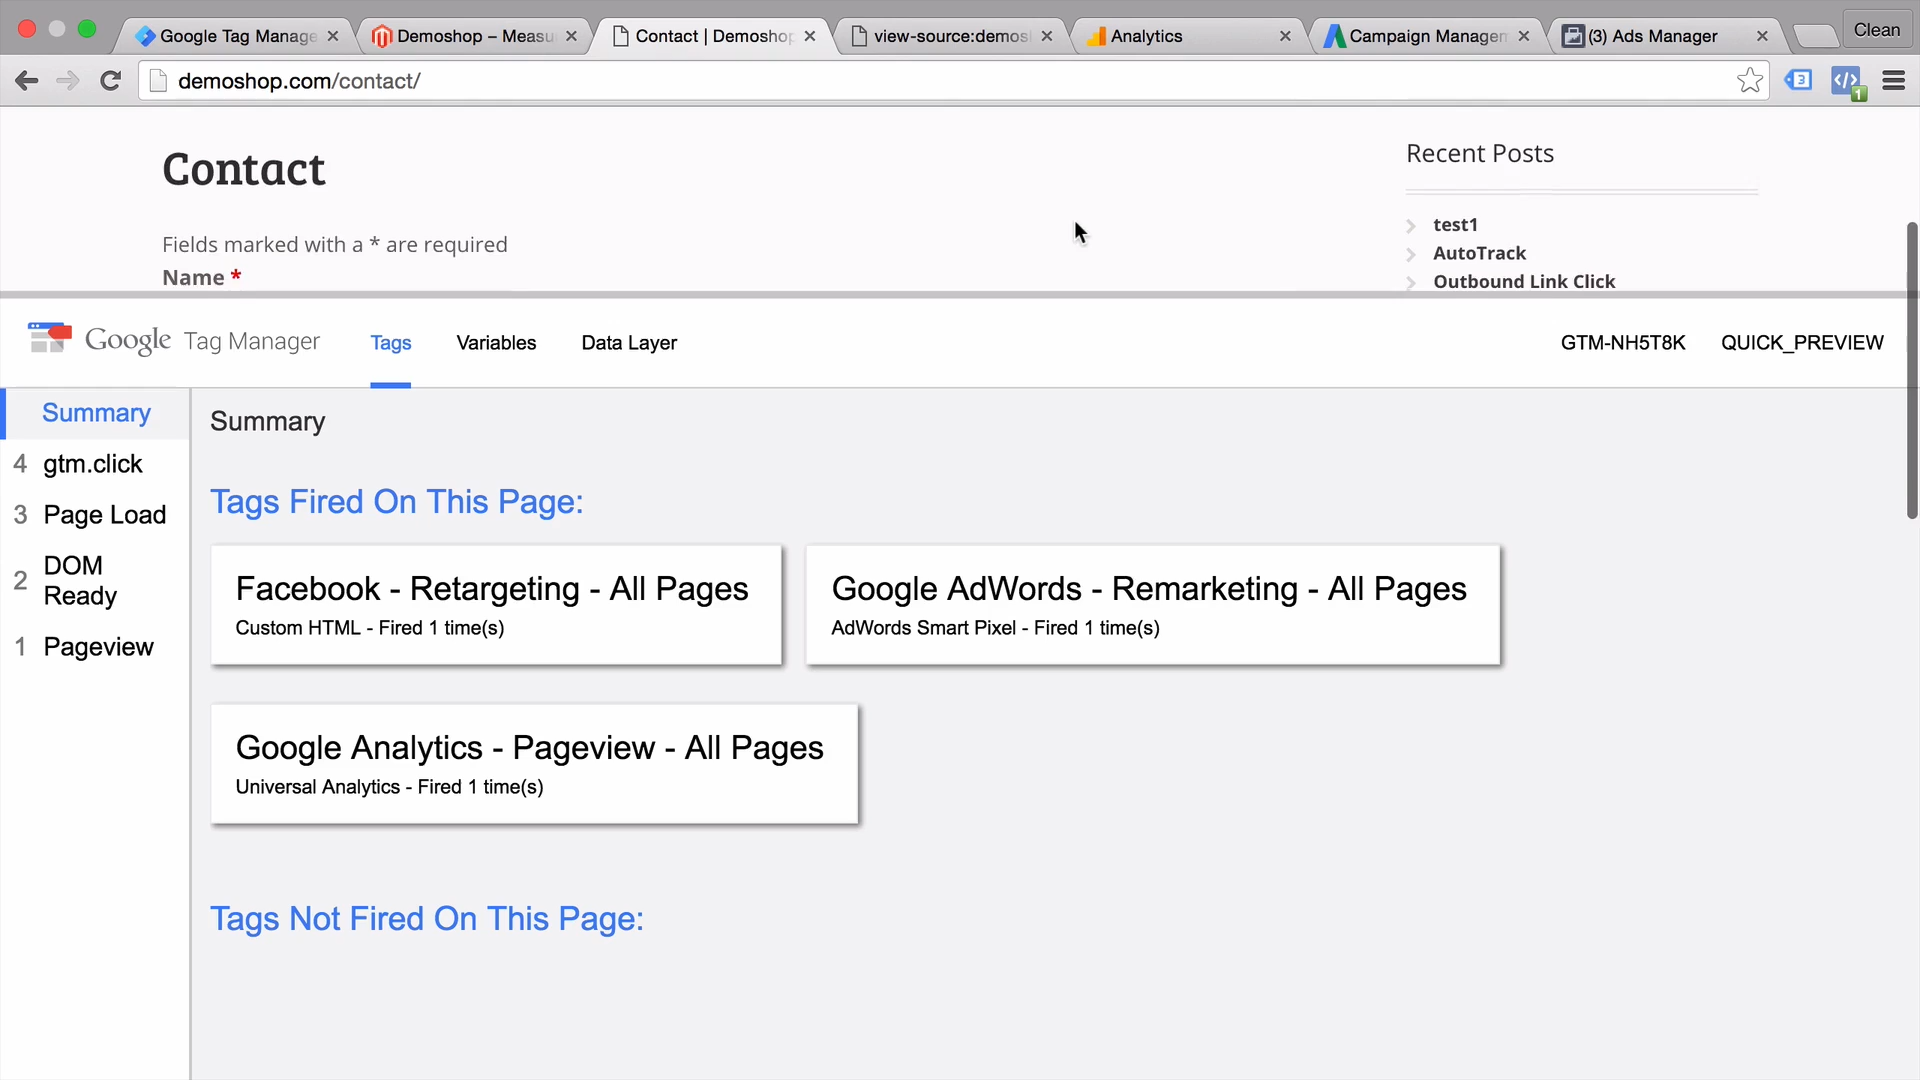 Google Tag Manage
Demoshop – Measu
Contact | Demoshop
view-source:demos
Analytics
Campaign Managem
(3) Ads Manager
Clean
demoshop.com/contact/
3
1
Contact
Fields marked with a * are required
Name *
Recent Posts
test1
AutoTrack
Outbound Link Click
Google Tag Manager
Tags
Variables
Data Layer
GTM-NH5T8K
QUICK_PREVIEW
Summary
4 gtm.click
3 Page Load
2 DOM
Ready
1 Pageview
Summary
Tags Fired On This Page:
Facebook - Retargeting - All Pages
Custom HTML - Fired 1 time(s)
Google AdWords - Remarketing - All Pages
AdWords Smart Pixel - Fired 1 time(s)
Google Analytics - Pageview - All Pages
Universal Analytics - Fired 1 time(s)
Tags Not Fired On This Page: